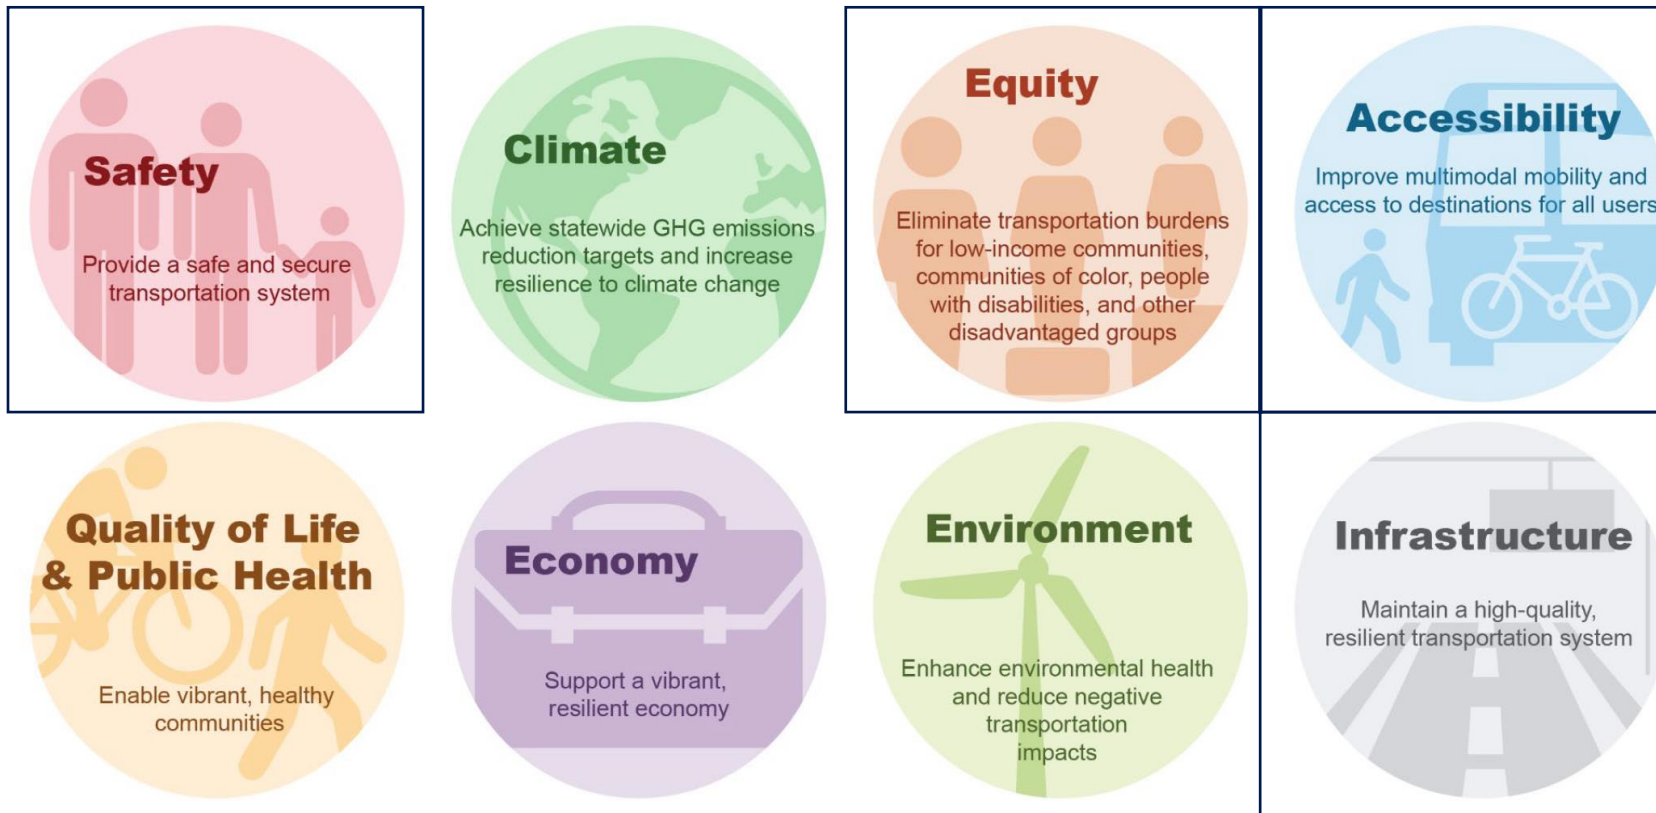 Safety
Provide a safe and secure
transportation system
Climate
Achieve statewide GHG emissions
reduction targets and increase
resilience to climate change
Equity
Eliminate transportation burdens
for low-income communities,
communities of color, people
with disabilities, and other
disadvantaged groups
Accessibility
Improve multimodal mobility and
access to destinations for all users
Quality of Life
& Public Health
Enable vibrant, healthy
communities
Economy
Support a vibrant,
resilient economy
Environment
Enhance environmental health
and reduce negative
transportation
impacts
Infrastructure
Maintain a high-quality,
resilient transportation system